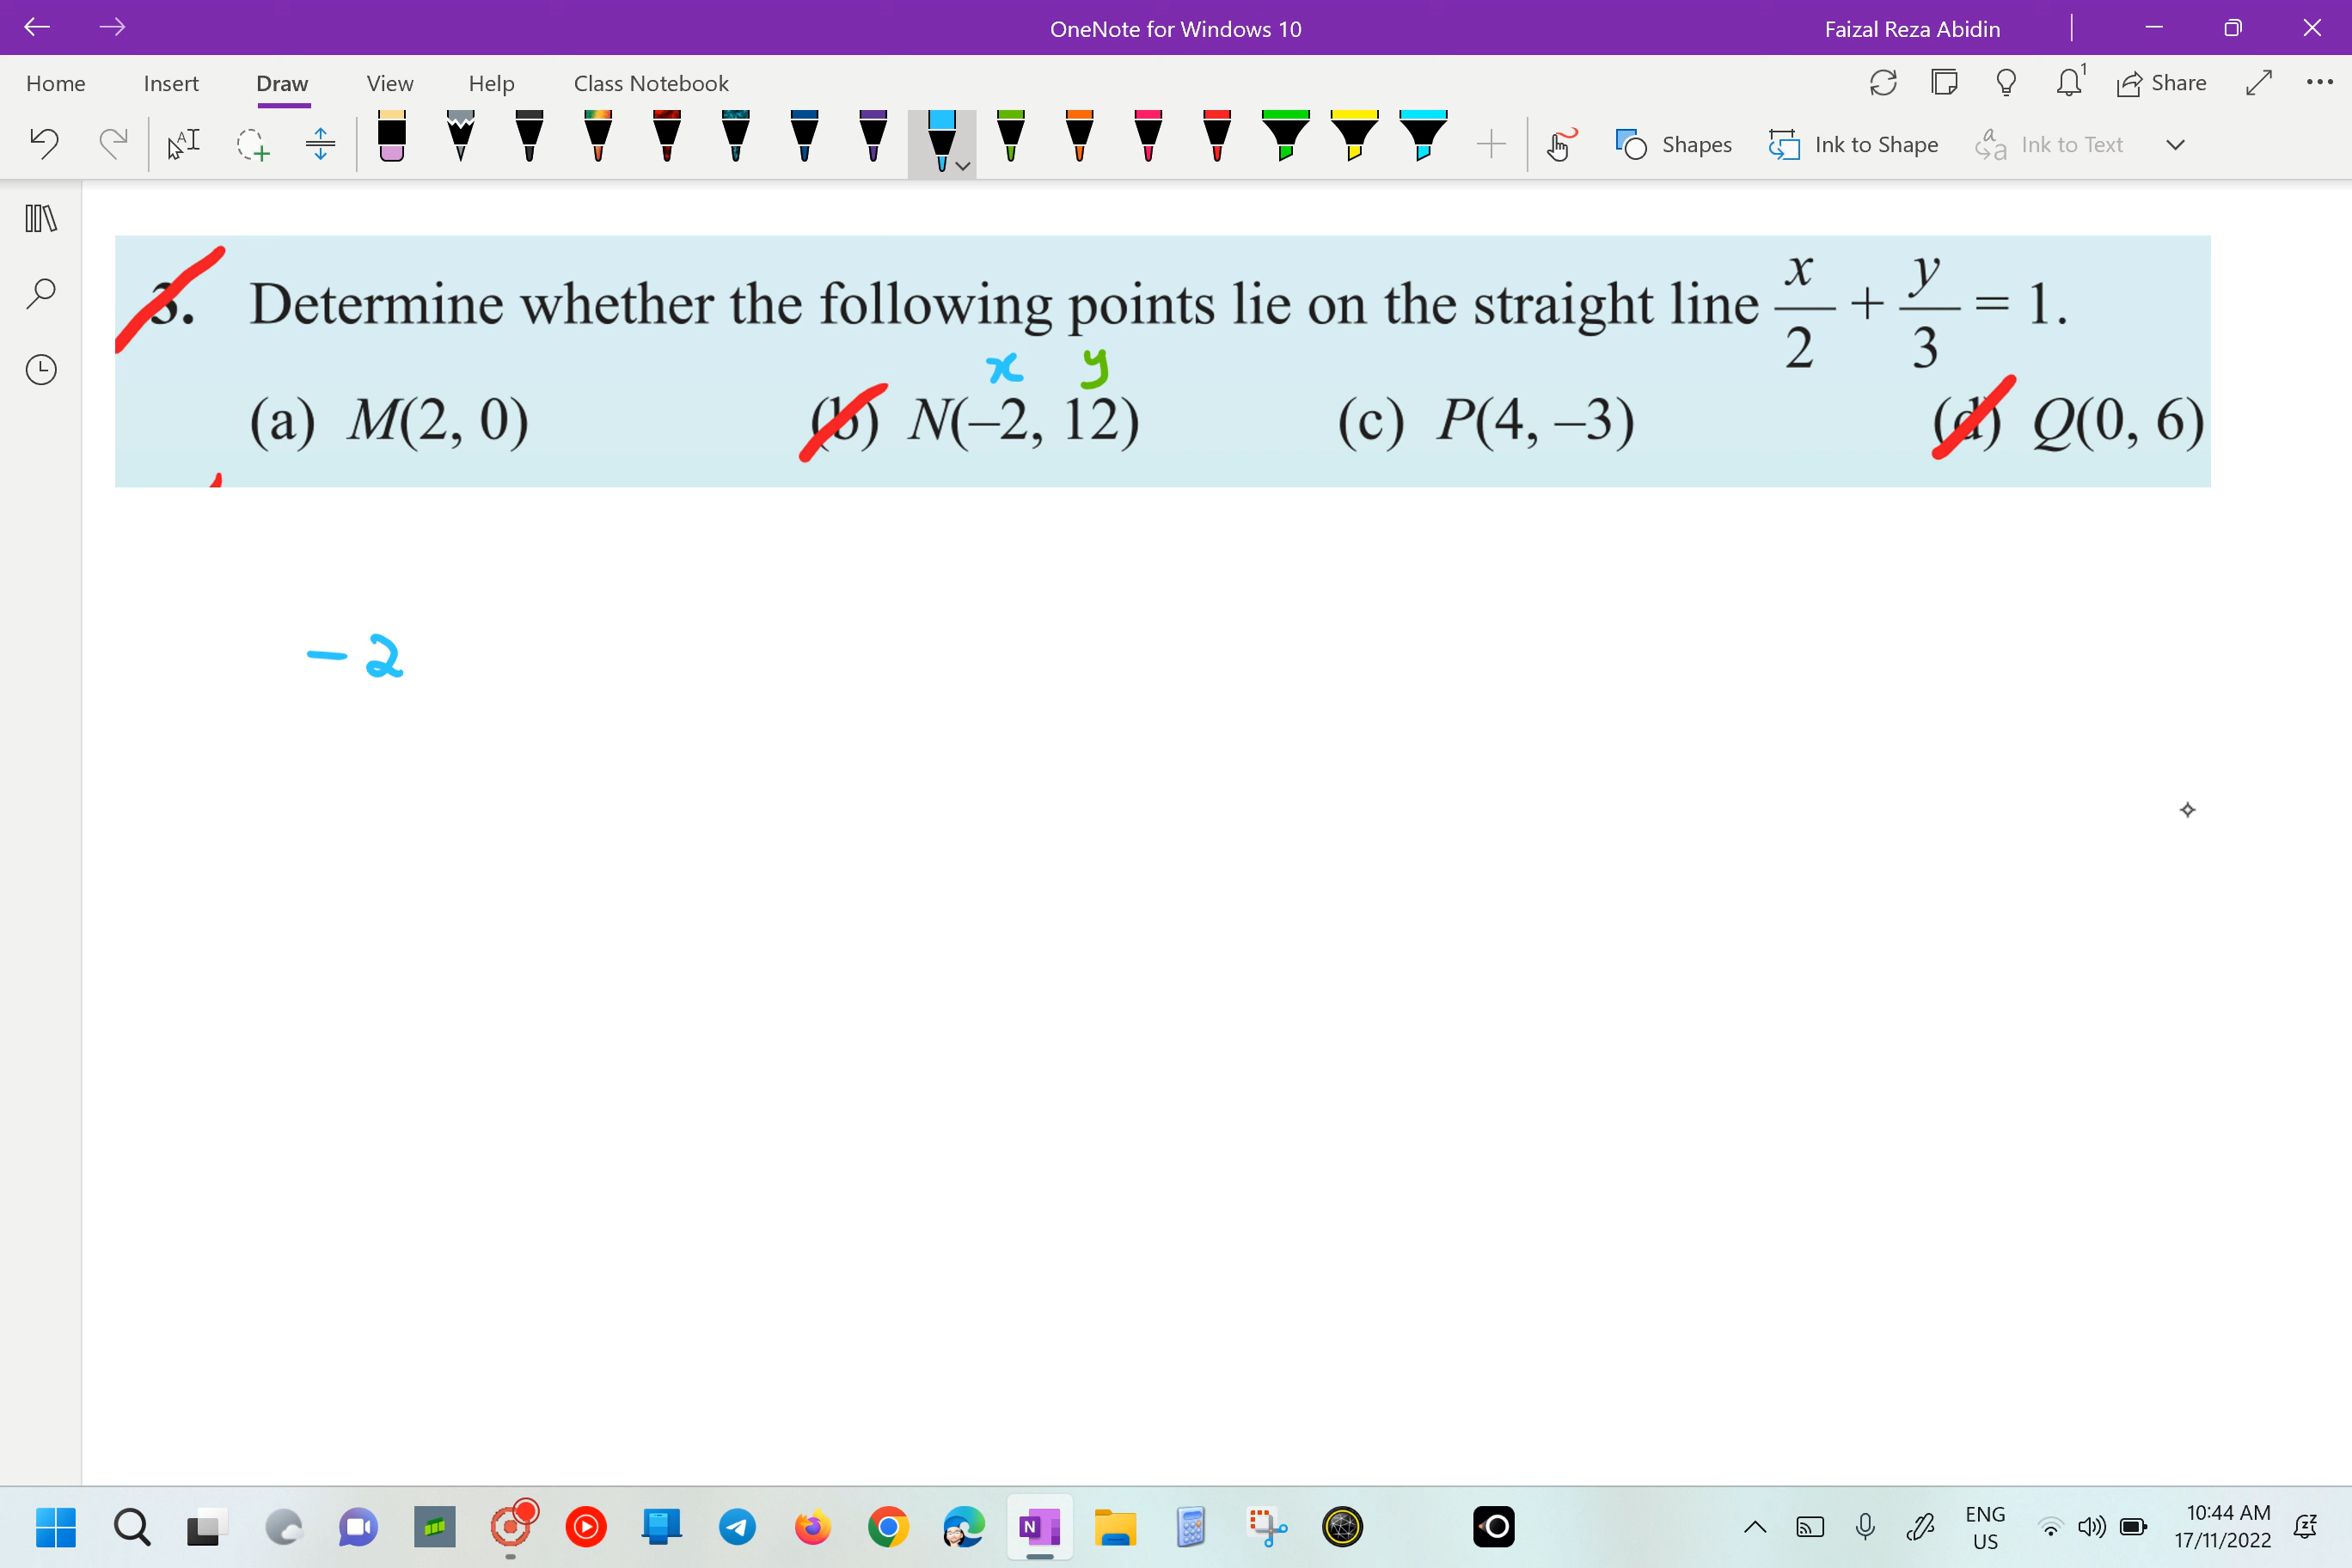 OneNote for Windows 10
Faizal Reza Abidin
Home Insert Draw View Help Class Notebook
1
Share
Shapes Ink to Shape Ink to Text
3. Determine whether the following points lie on the straight line x/2 + y/3 = 1.
x y
(a) M(2, 0) (b) N(–2, 12) (c) P(4, –3) (d) Q(0, 6)
– 2
ENG
US
10:44 AM
17/11/2022